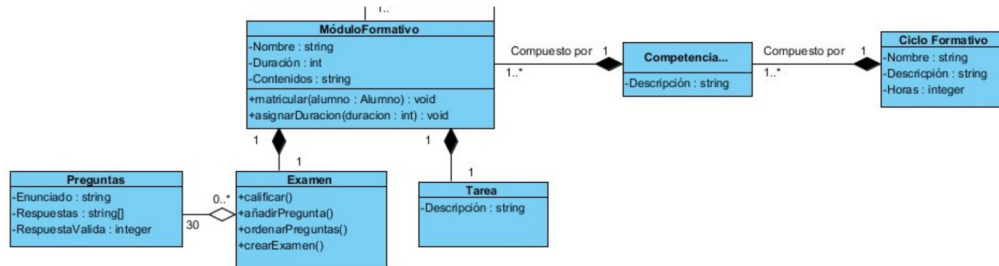 1..*
MóduloFormativo
-Nombre : string
-Duración : int
-Contenidos : string
+matricular(alumno : Alumno) : void
+asignarDuracion(duracion : int) : void
Compuesto por
1
1..*
Competencia...
-Descripción : string
Compuesto por
1
1..*
Ciclo Formativo
-Nombre : string
-Descricpión : string
-Horas : integer
1
1
1
1
Preguntas
-Enunciado : string
-Respuestas : string[]
-RespuestaValida : integer
0..*
30
Examen
+calificar()
+añadirPregunta()
+ordenarPreguntas()
+crearExamen()
Tarea
-Descripción : string